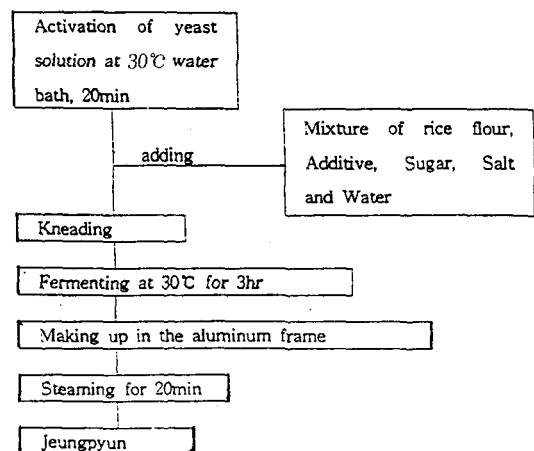 Activation of yeast
solution at 30℃ water
bath, 20min
adding
Mixture of rice flour,
Additive, Sugar, Salt
and Water
Kneading
Fermenting at 30℃ for 3hr
Making up in the aluminum frame
Steaming for 20min
Jeungpyun